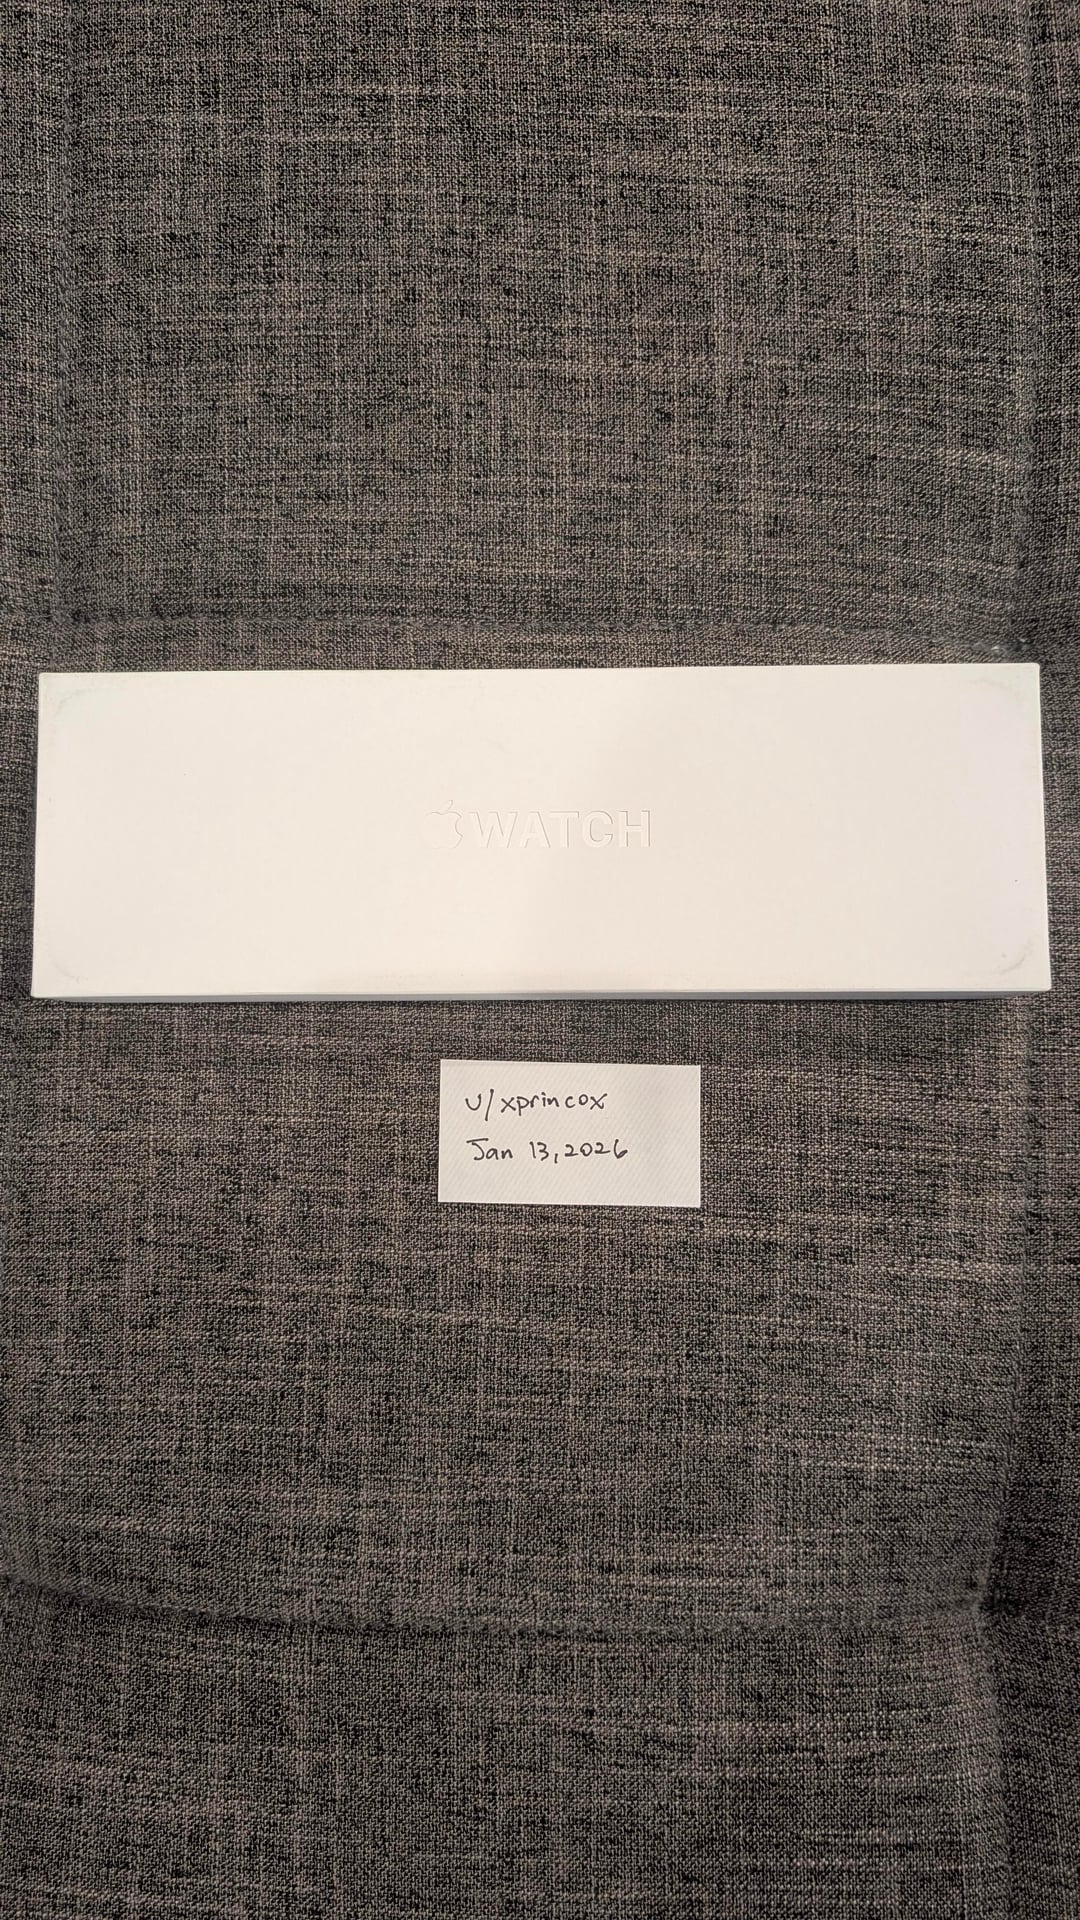 WATCH
u/xprincox
Jan 13, 2026